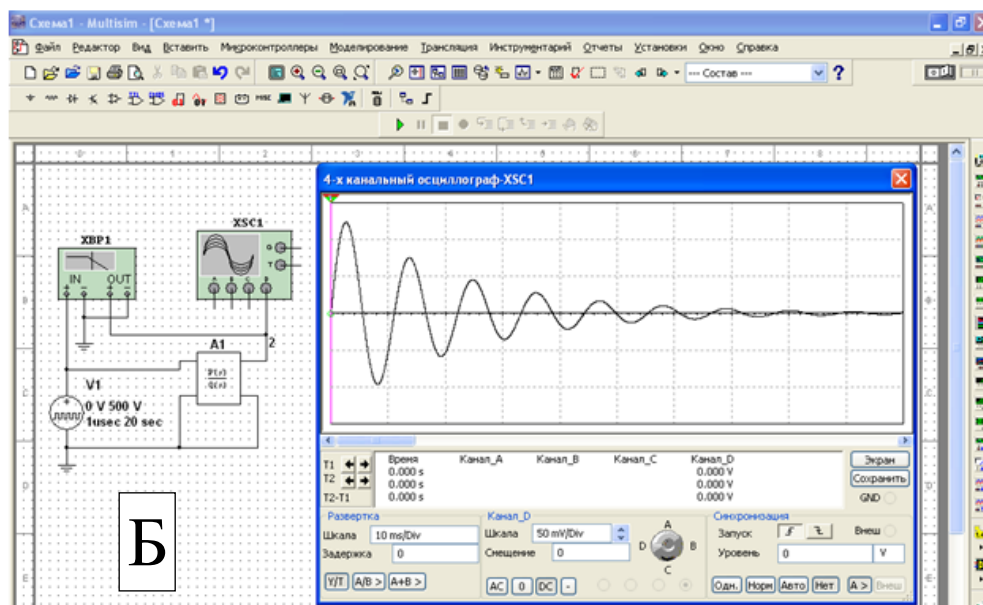 Схема1 - Multisim - [Схема1 *]
Файл Редактор Вид Вставить Микроконтроллеры Моделирование Трансляция Инструментарий Отчеты Установки Окно Справка
--- Состав --- ?
4-х канальный осциллограф-XSC1
XSC1
G
T
A B C D
XBP1
IN OUT
A1
2
V1
0 V 500 V
1usec 20 sec
Б
Время Канал_A Канал_B Канал_C Канал_D
T1 0.000 s 0.000 V
T2 0.000 s 0.000 V
T2-T1 0.000 s 0.000 V
Экран
Сохранить
GND
Развертка
Шкала 10 ms/Div
Задержка 0
Y/T A/B > A+B >
Канал_D
Шкала 50 mV/Div
Смещение 0
AC 0 DC -
A
D B
C
Синхронизация
Запуск Внеш
Уровень 0 V
Одн. Норм Авто Нет A > Внеш